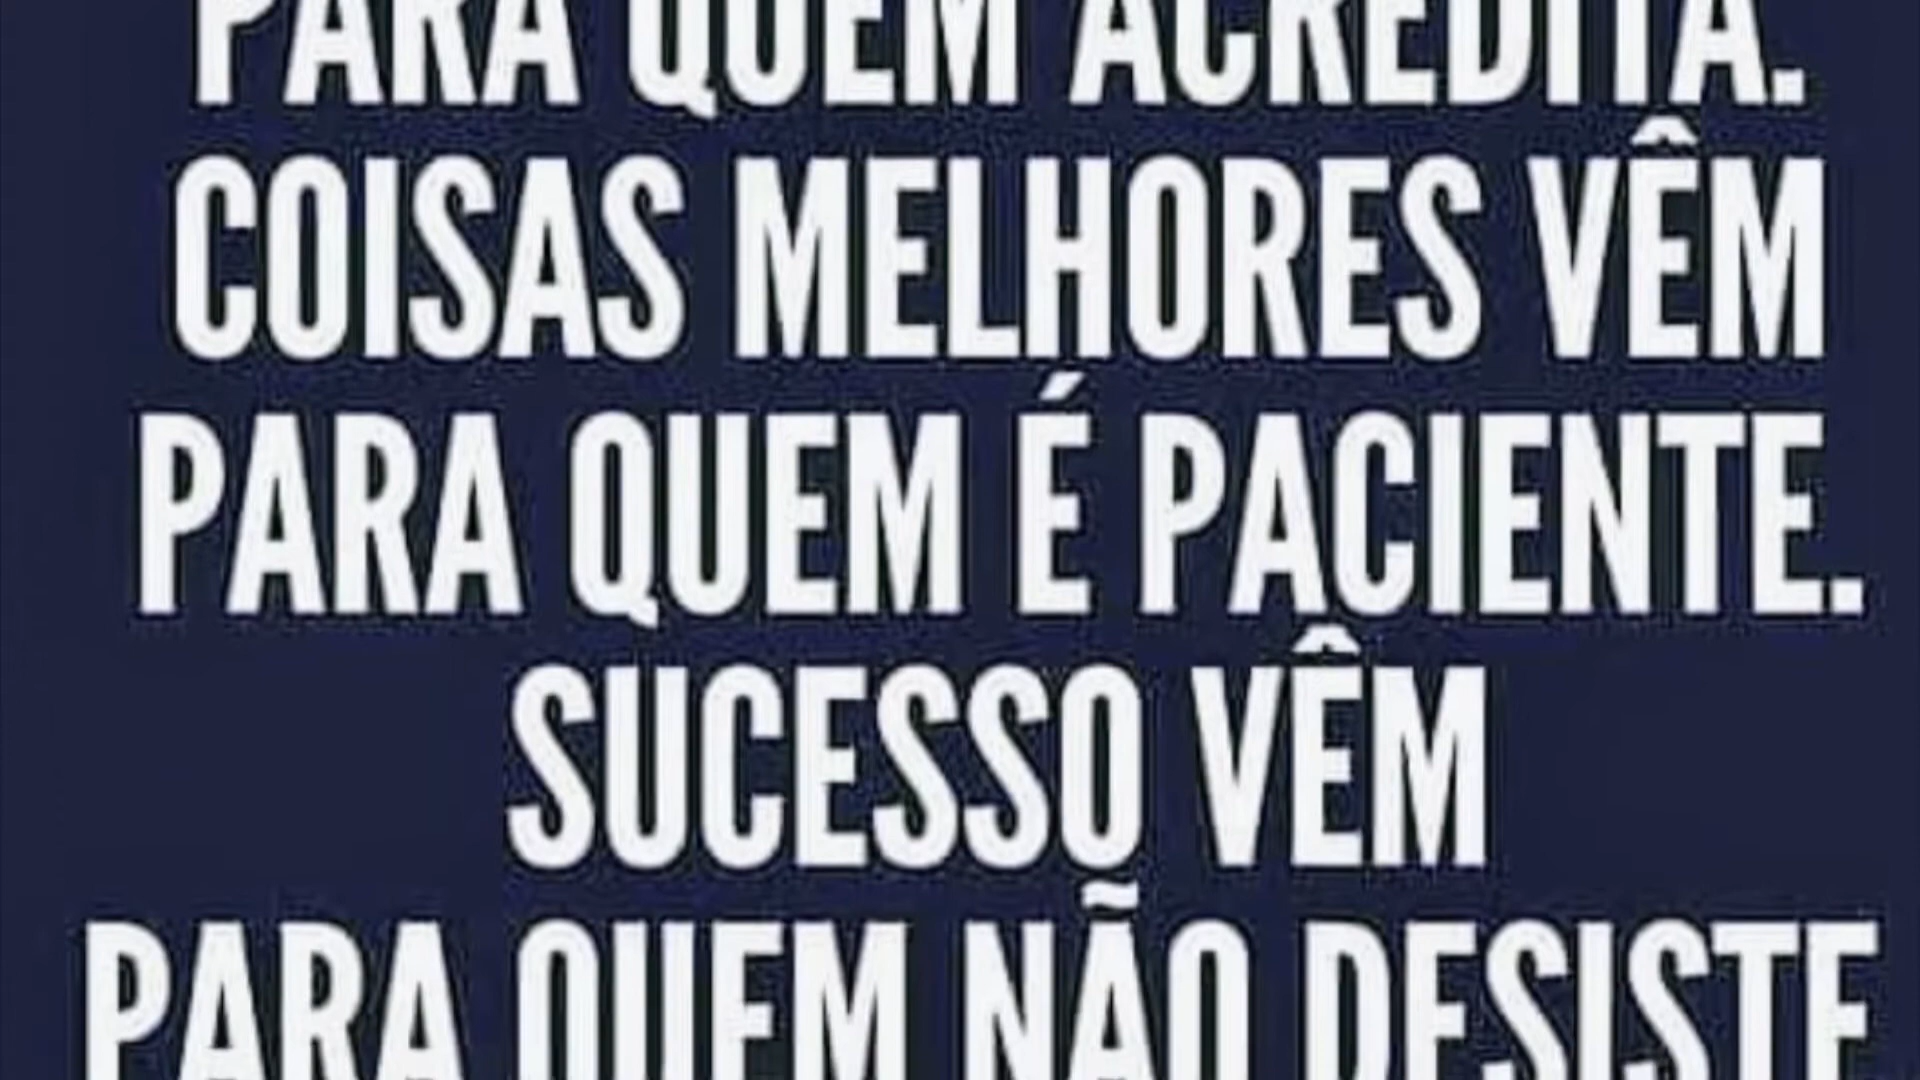 PARA QUEM ACREDITA.
COISAS MELHORES VÊM
PARA QUEM É PACIENTE.
SUCESSO VÊM
PARA QUEM NÃO DESISTE